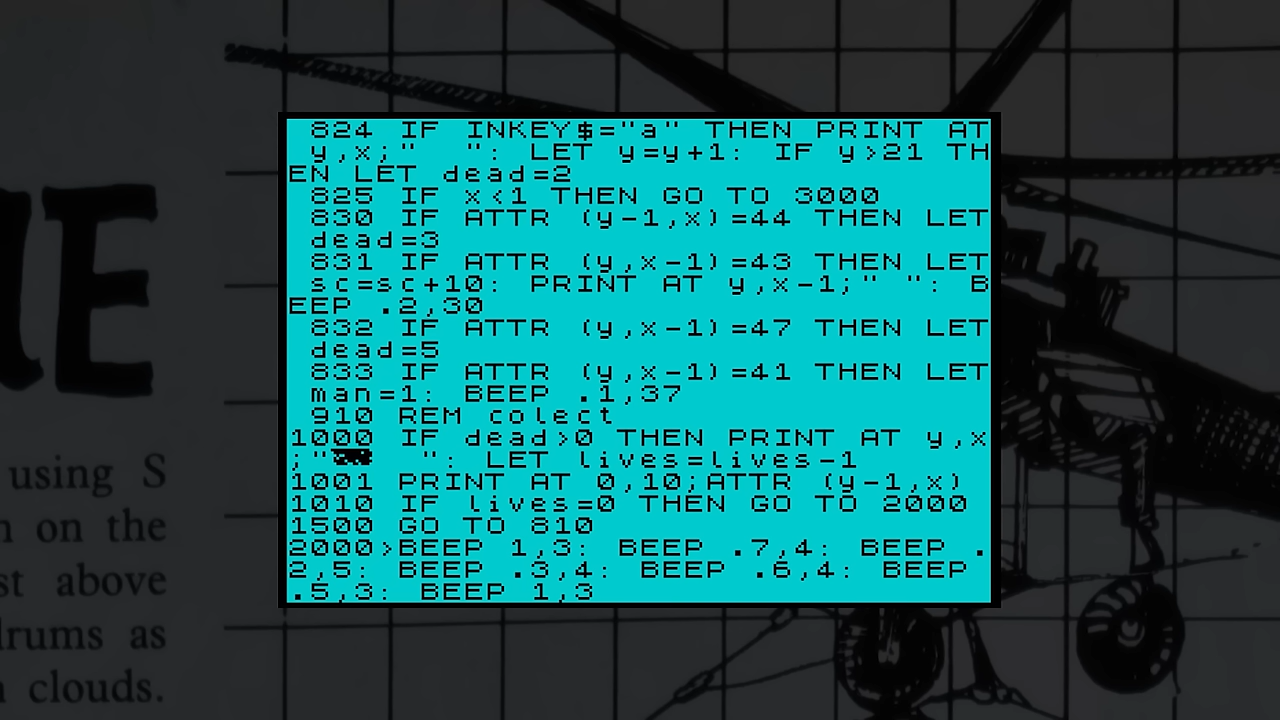 824 IF INKEY$="a" THEN PRINT AT
y,x;"  ": LET y=y+1: IF y>21 TH
EN LET dead=2
825 IF x<1 THEN GO TO 3000
830 IF ATTR (y-1,x)=44 THEN LET
dead=3
831 IF ATTR (y,x-1)=43 THEN LET
sc=sc+10: PRINT AT y,x-1;" ": B
EEP .2,30
832 IF ATTR (y,x-1)=47 THEN LET
dead=5
833 IF ATTR (y,x-1)=41 THEN LET
man=1: BEEP .1,37
910 REM colect
1000 IF dead>0 THEN PRINT AT y,x
;"  ": LET lives=lives-1
1001 PRINT AT 0,10;ATTR (y-1,x)
1010 IF lives=0 THEN GO TO 2000
1500 GO TO 810
2000>BEEP 1,3: BEEP .7,4: BEEP .
2,5: BEEP .3,4: BEEP .6,4: BEEP
.5,3: BEEP 1,3
using S
on the
above
as
clouds.